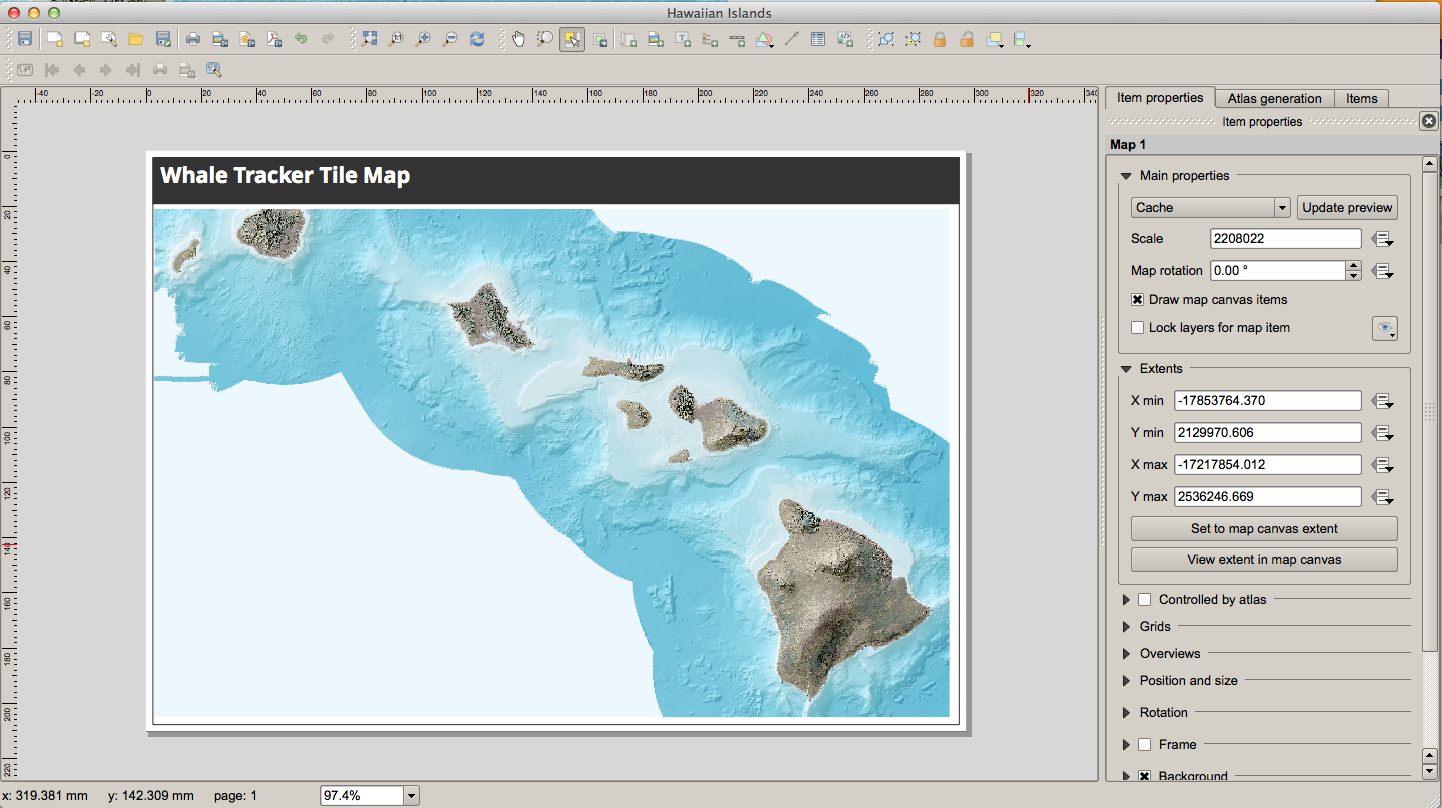 Hawaiian Islands
-40 -20 0 20 40 60 80 100 120 140 160 180 200 220 240 260 280 300 320 340
Item properties Atlas generation Items
Item properties
Map 1
Main properties
Cache Update preview
Scale 2208022
Map rotation 0.00 °
Draw map canvas items
Lock layers for map item
Extents
X min -17853764.370
Y min 2129970.606
X max -17217854.012
Y max 2536246.669
Set to map canvas extent
View extent in map canvas
Controlled by atlas
Grids
Overviews
Position and size
Rotation
Frame
Background
Whale Tracker Tile Map
0
20
40
60
80
100
120
140
160
180
200
220
x: 319.381 mm y: 142.309 mm page: 1 97.4%